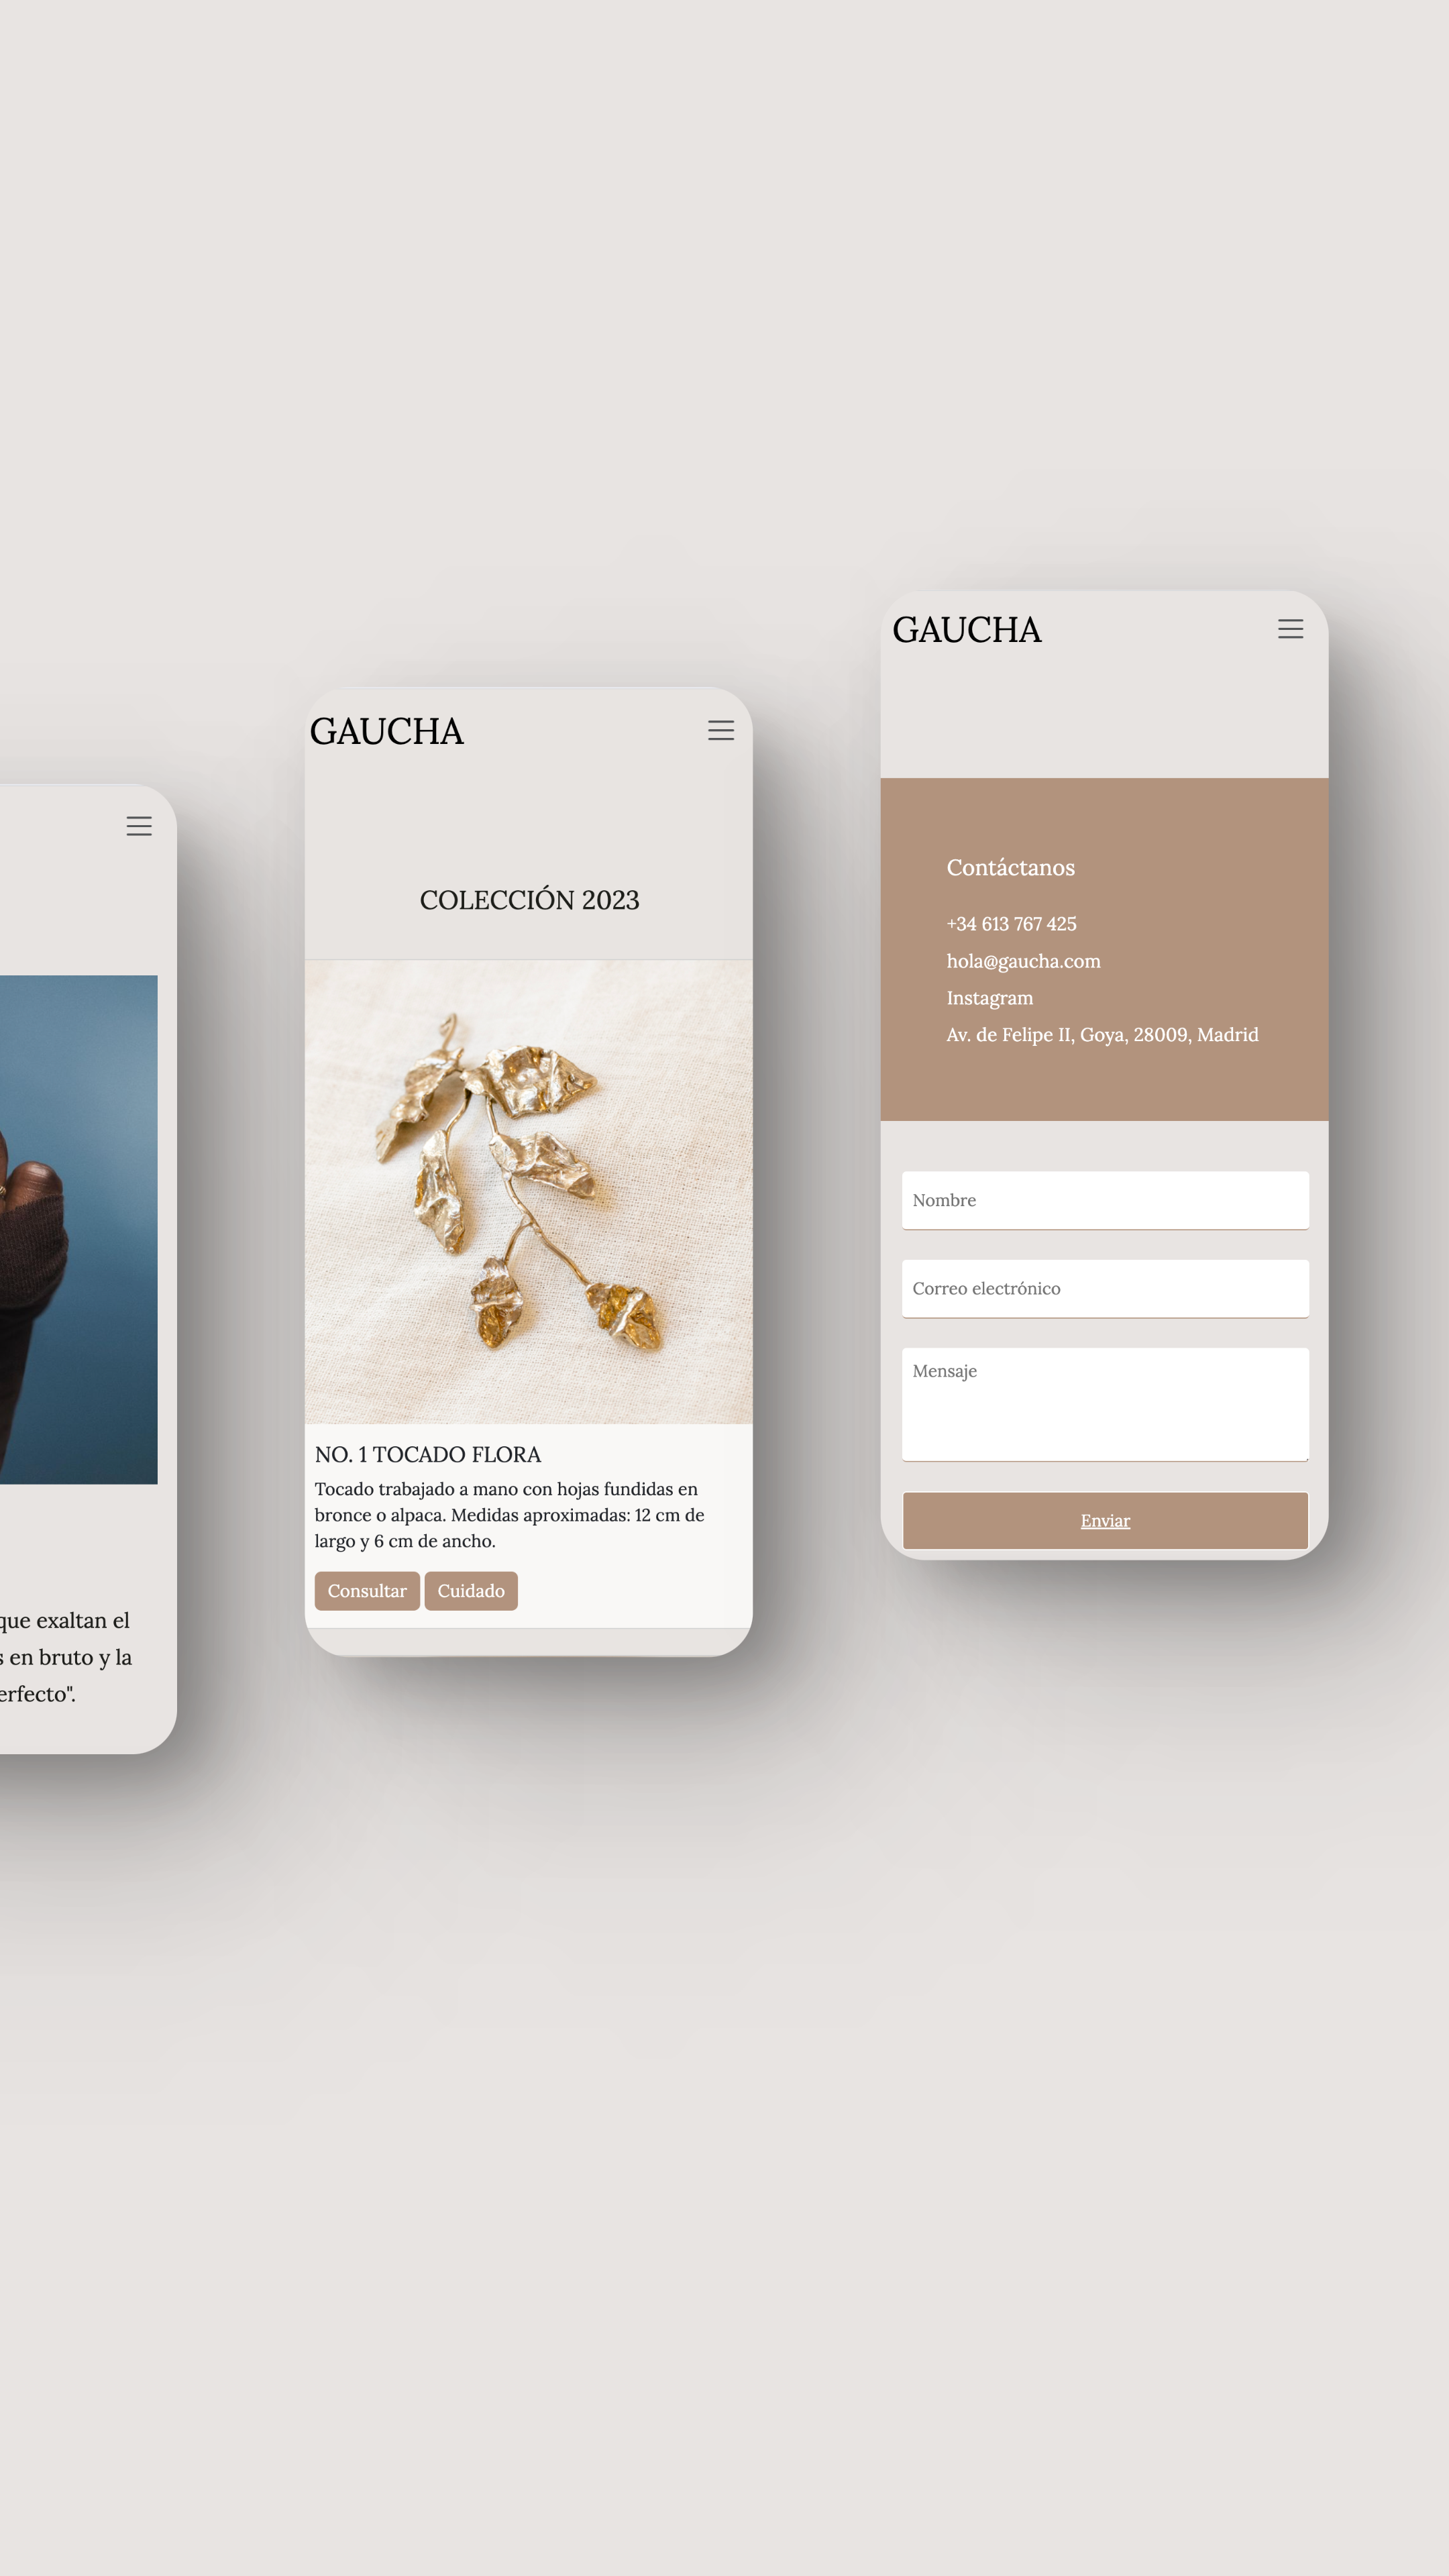 que exaltan el
en bruto y la
GAUCHA
COLECCIÓN 2023
NO. 1 TOCADO FLORA
Tocado trabajado a mano con hojas fundidas en
bronce o alpaca. Medidas aproximadas: 12 cm de
largo y 6 cm de ancho.
Consultar Cuidado
GAUCHA
Contáctanos
+34 613 767 425
hola@gaucha.com
Instagram
Av. de Felipe II, Goya, 28009, Madrid
Nombre
Correo electrónico
Mensaje
Enviar